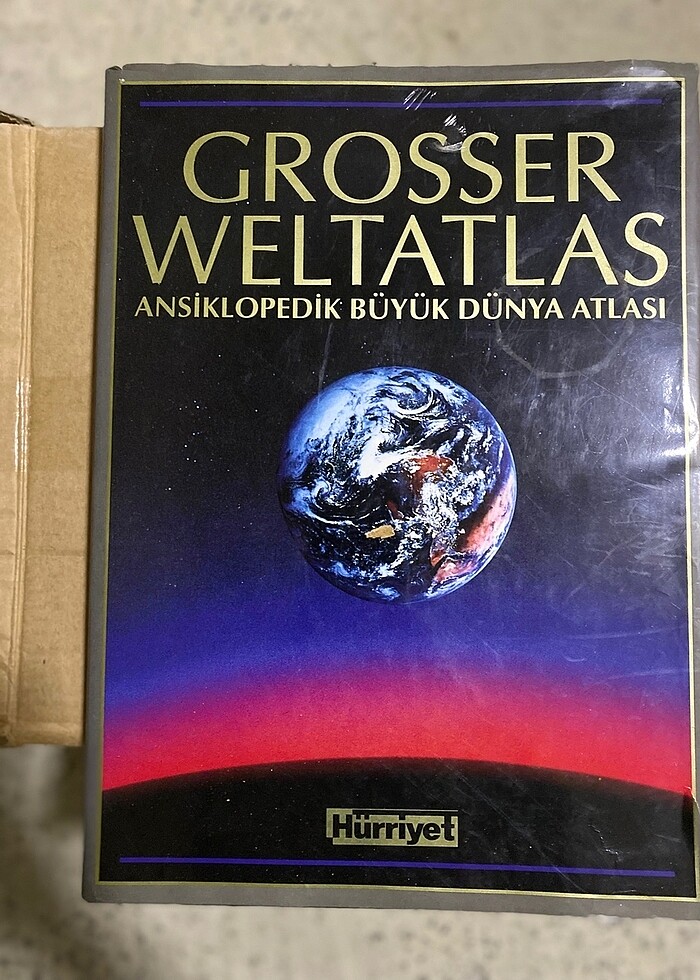 GROSSER
WELTATLAS
ANSİKLOPEDİK BÜYÜK DÜNYA ATLASI
Hürriyet